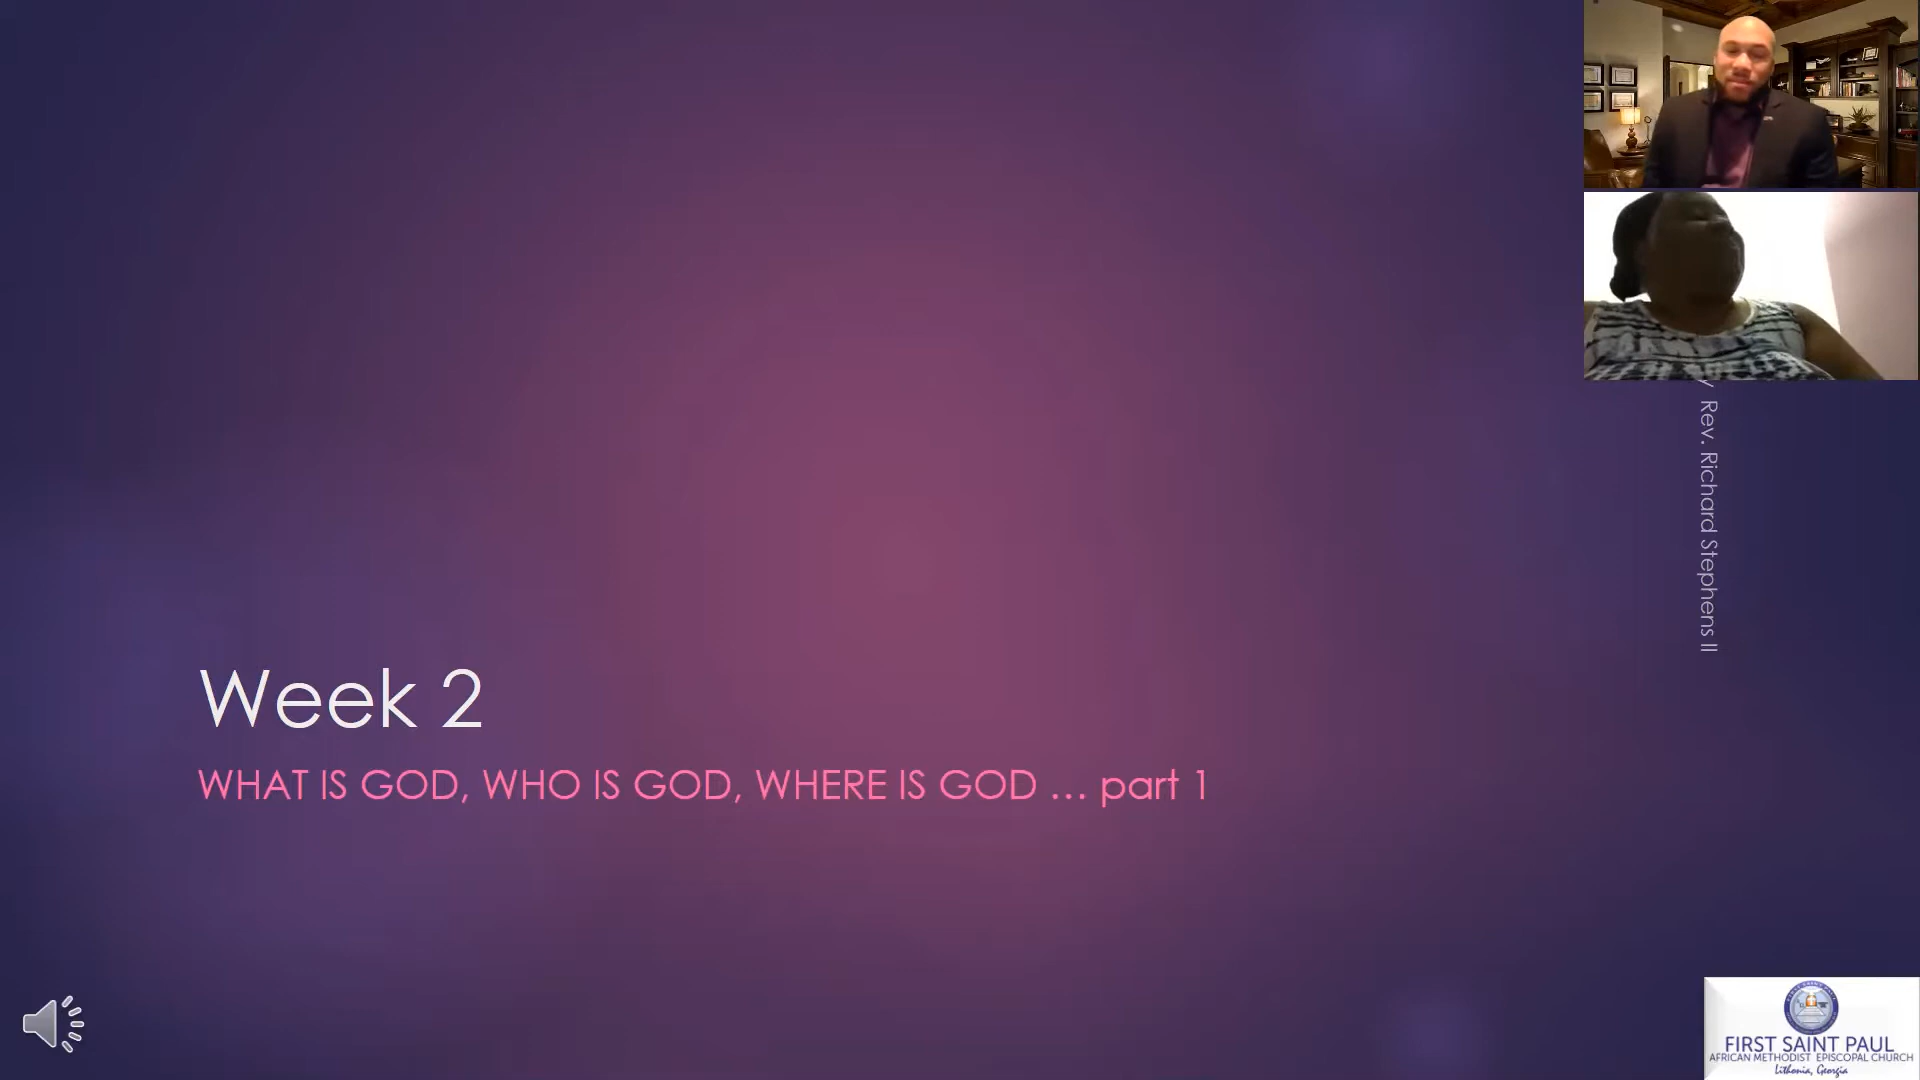 Rev. Richard Stephens II
Week 2
WHAT IS GOD, WHO IS GOD, WHERE IS GOD ... part 1
FIRST SAINT PAUL
AFRICAN METHODIST EPISCOPAL CHURCH
Lithonia, Georgia